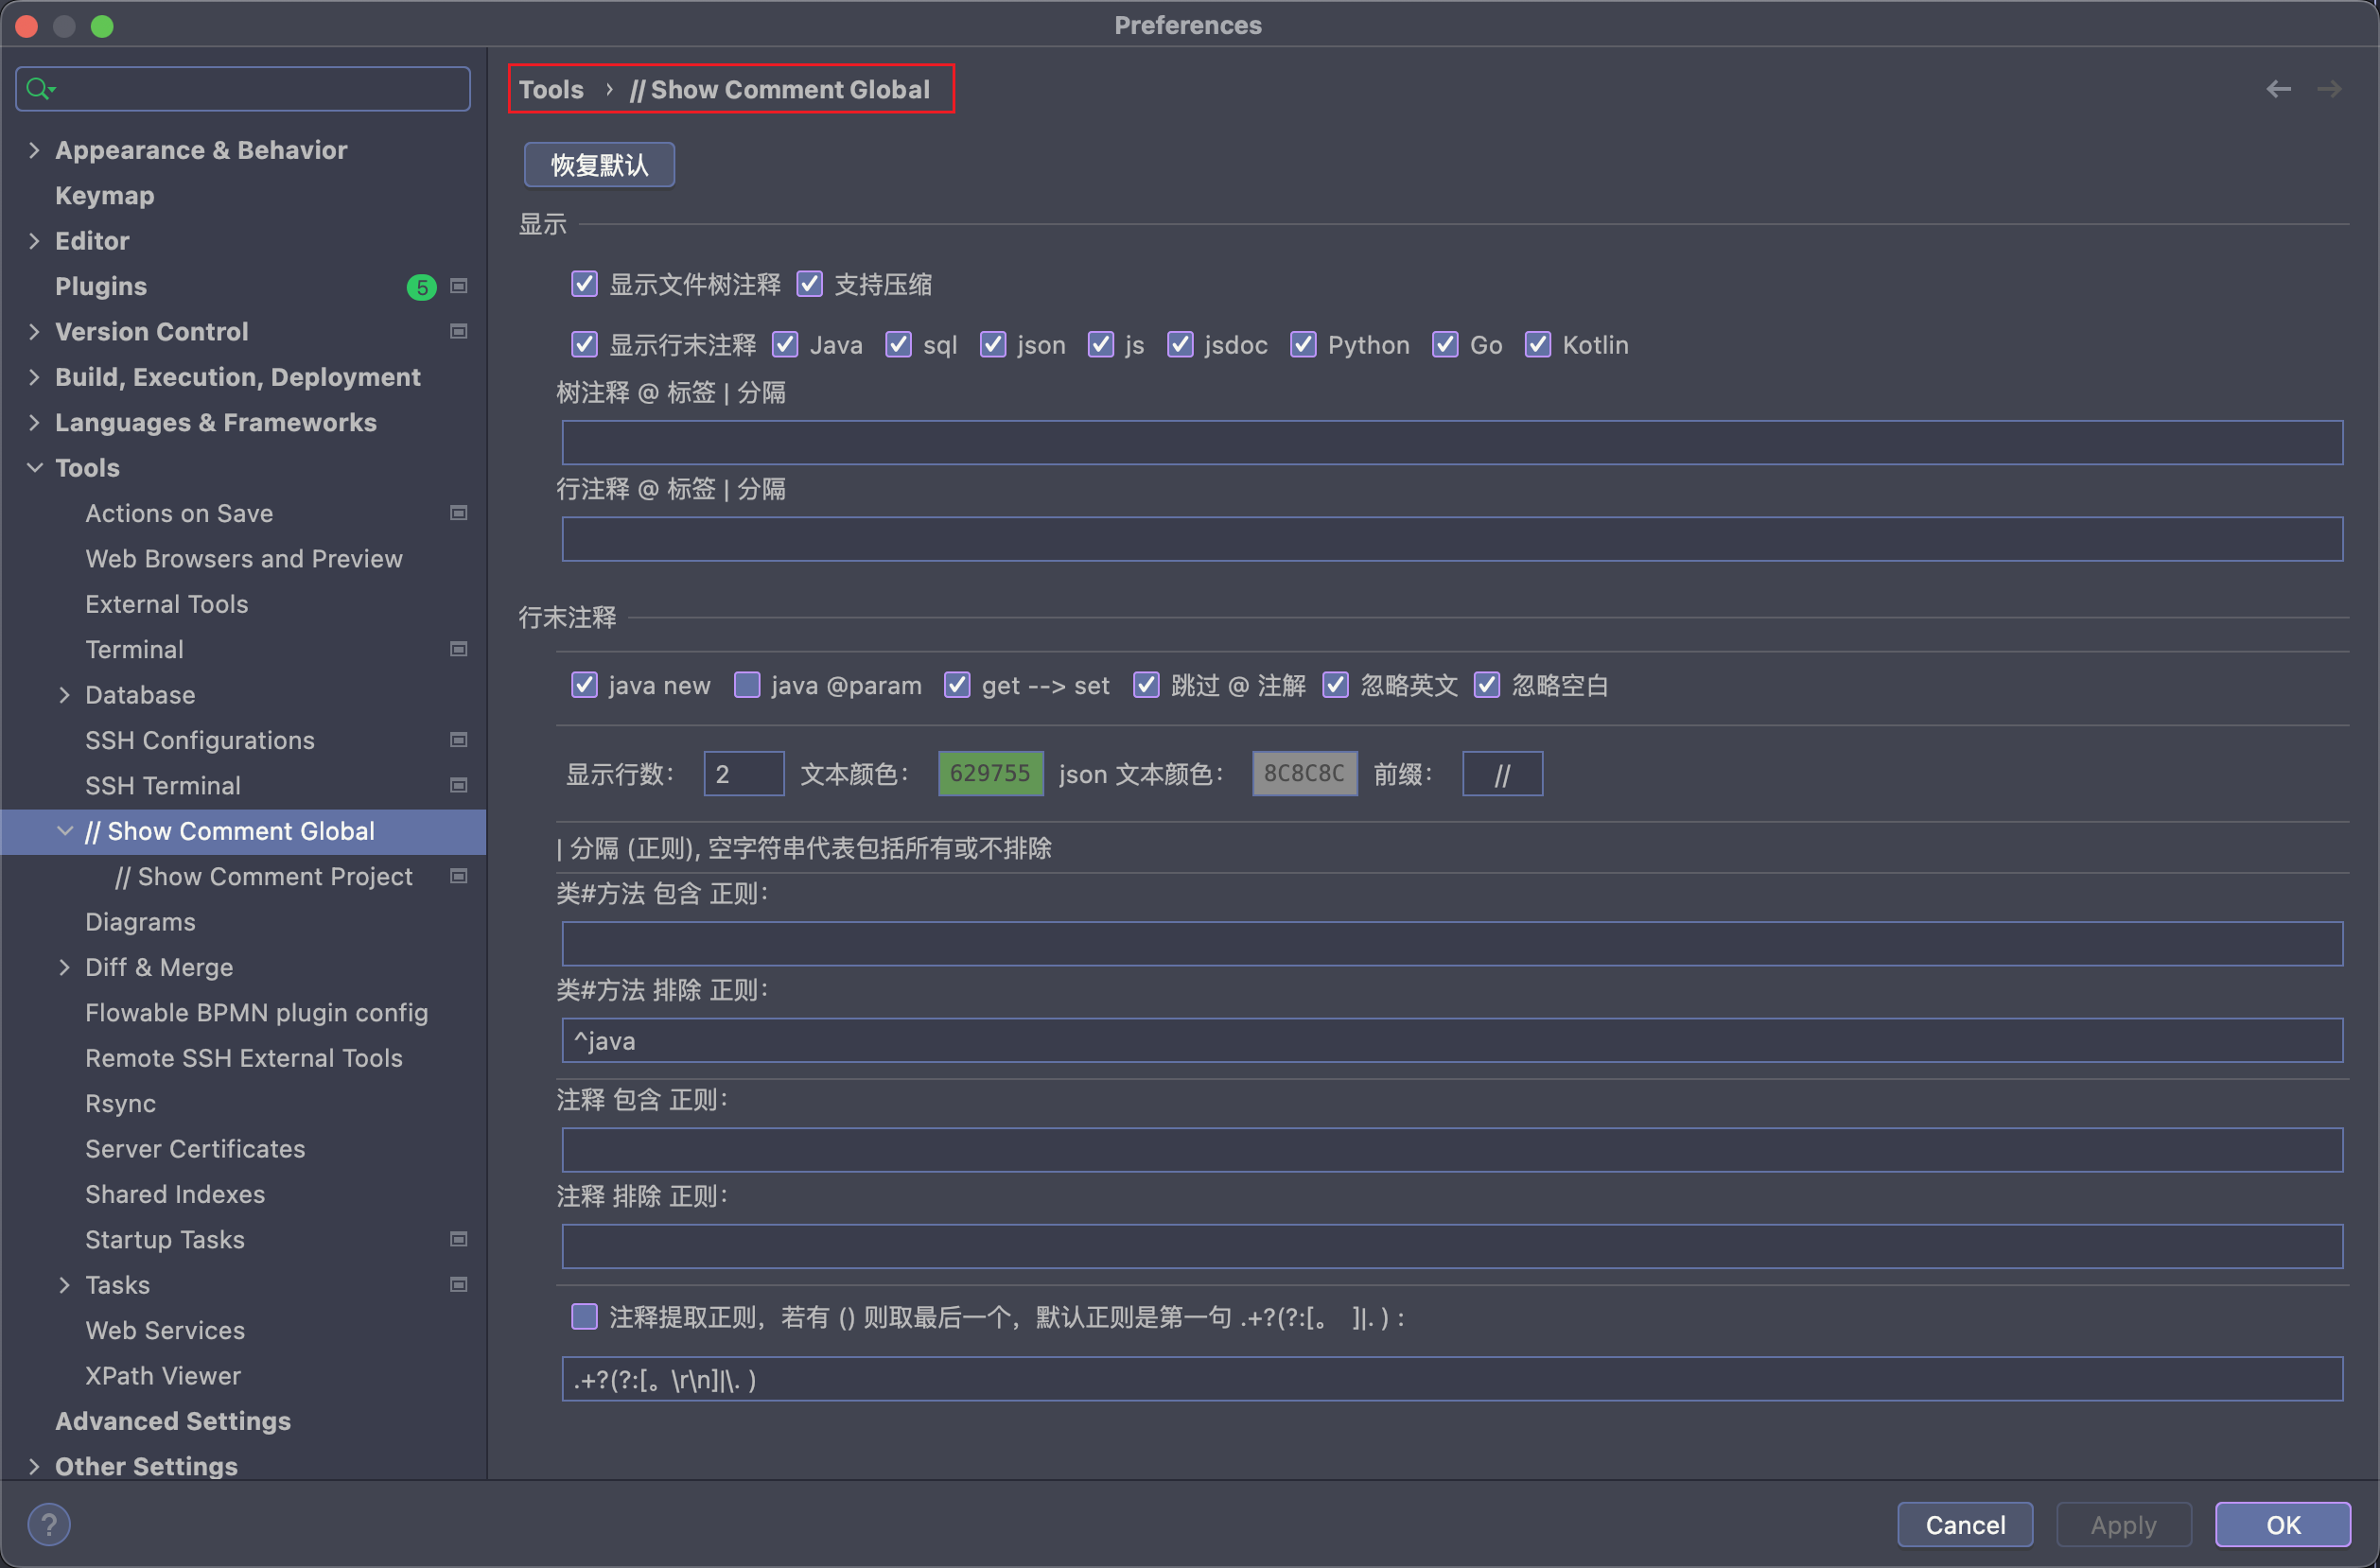 Preferences
Appearance & Behavior
Keymap
Editor
Plugins 5
Version Control
Build, Execution, Deployment
Languages & Frameworks
Tools
Actions on Save
Web Browsers and Preview
External Tools
Terminal
Database
SSH Configurations
SSH Terminal
// Show Comment Global
// Show Comment Project
Diagrams
Diff & Merge
Flowable BPMN plugin config
Remote SSH External Tools
Rsync
Server Certificates
Shared Indexes
Startup Tasks
Tasks
Web Services
XPath Viewer
Advanced Settings
Other Settings
Tools › // Show Comment Global
恢复默认
显示
显示文件树注释 支持压缩
显示行末注释 Java sql json js jsdoc Python Go Kotlin
树注释 @ 标签 | 分隔
行注释 @ 标签 | 分隔
行末注释
java new java @param get --> set 跳过 @ 注解 忽略英文 忽略空白
显示行数： 2 文本颜色： 629755 json 文本颜色： 8C8C8C 前缀： //
| 分隔 (正则), 空字符串代表包括所有或不排除
类#方法 包含 正则：
类#方法 排除 正则：
^java
注释 包含 正则：
注释 排除 正则：
注释提取正则，若有 () 则取最后一个，默认正则是第一句 .+?(?:[。 ]|. ) :
.+?(?:[。\r\n]|\. )
? Cancel Apply OK